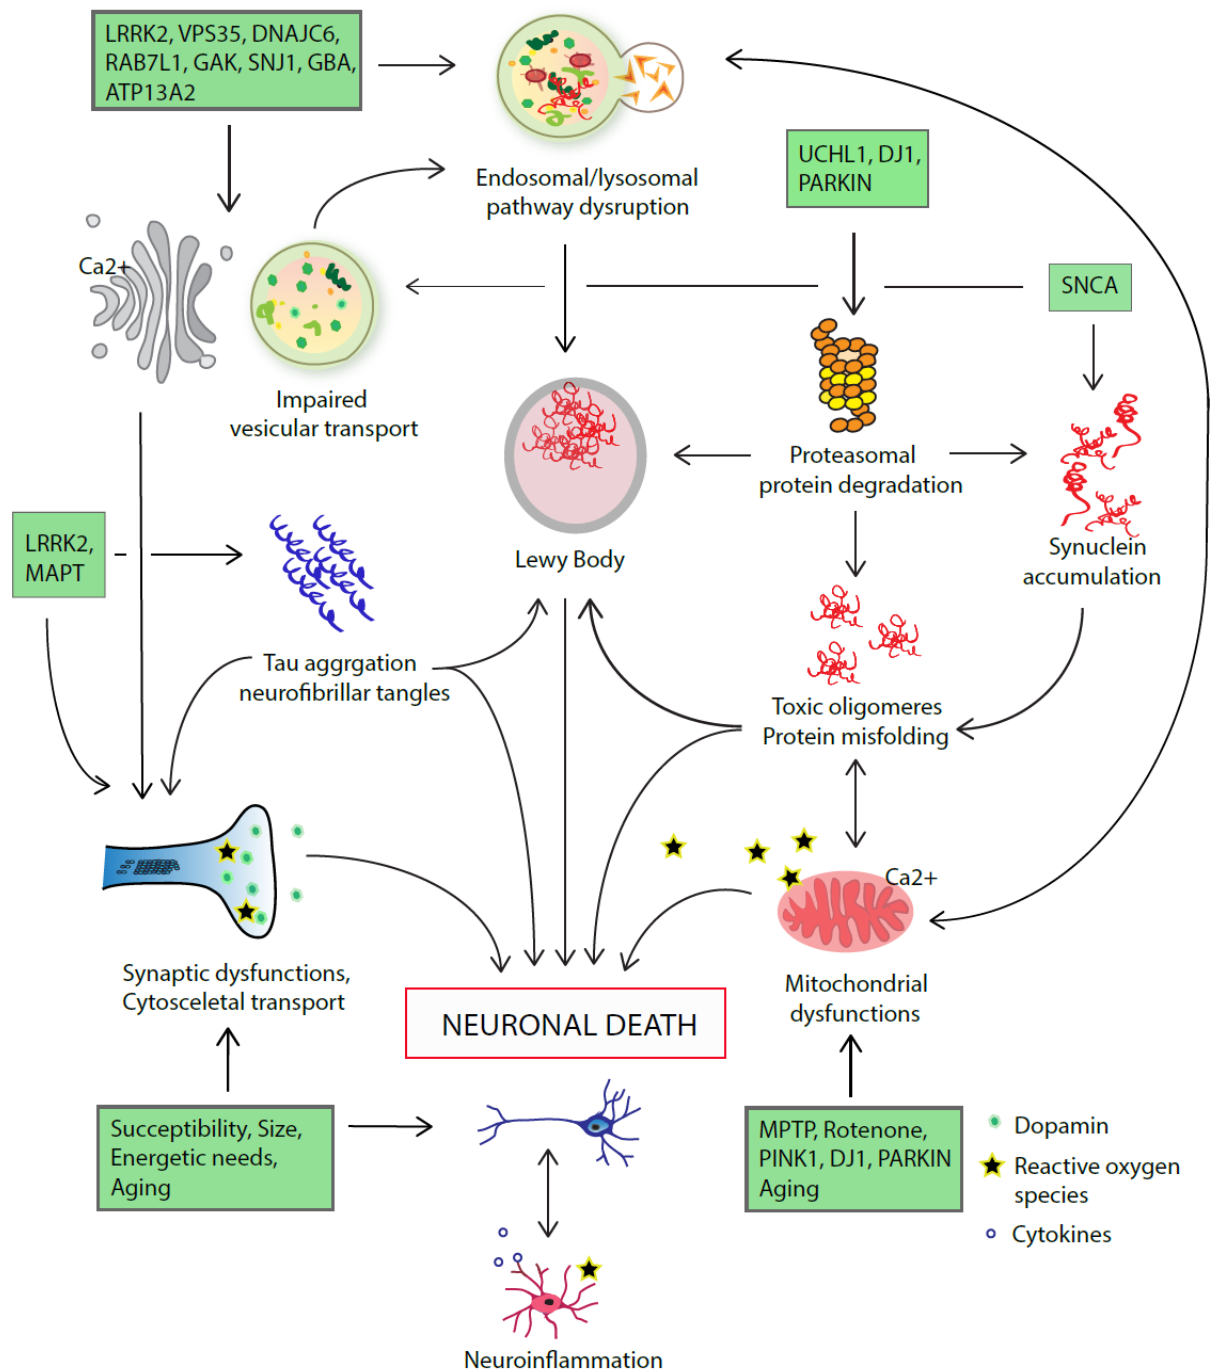 LRRK2, VPS35, DNAJC6,
RAB7L1, GAK, SNJ1, GBA,
ATP13A2
Endosomal/lysosomal
pathway dysruption
UCHL1, DJ1,
PARKIN
Ca2+
SNCA
Impaired
vesicular transport
Proteasomal
protein degradation
LRRK2,
MAPT
Lewy Body
Synuclein
accumulation
Tau aggrgation
neurofibrillar tangles
Toxic oligomeres
Protein misfolding
Ca2+
Synaptic dysfunctions,
Cytosceletal transport
Mitochondrial
dysfunctions
NEURONAL DEATH
Succeptibility, Size,
Energetic needs,
Aging
MPTP, Rotenone,
PINK1, DJ1, PARKIN
Aging
Dopamin
Reactive oxygen
species
Cytokines
Neuroinflammation